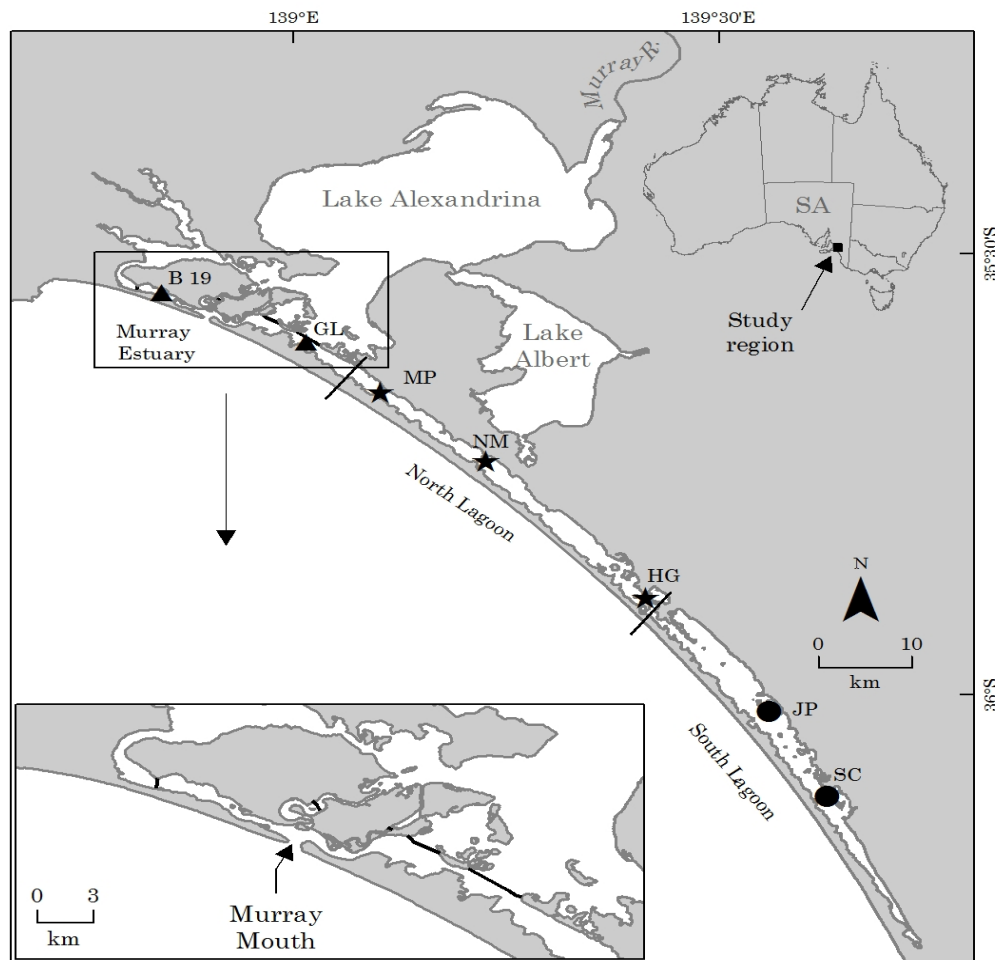 139°E
139°30'E
Murray R.
Lake Alexandrina
SA
35°30'S
B 19
Study
region
GL
Murray
Estuary
Lake
Albert
MP
NM
North Lagoon
N
HG
0 10
km
36°S
JP
South Lagoon
SC
0 3
km
Murray
Mouth